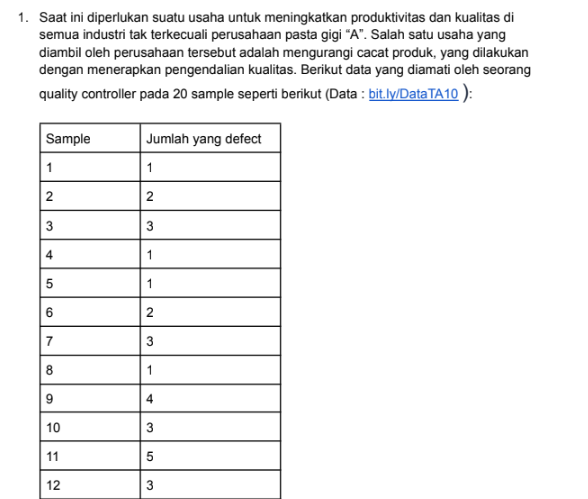 1. Saat ini diperlukan suatu usaha untuk meningkatkan produktivitas dan kualitas di
semua industri tak terkecuali perusahaan pasta gigi “A”. Salah satu usaha yang
diambil oleh perusahaan tersebut adalah mengurangi cacat produk, yang dilakukan
dengan menerapkan pengendalian kualitas. Berikut data yang diamati oleh seorang
quality controller pada 20 sample seperti berikut (Data : bit.ly/DataTA10 ):
Sample Jumlah yang defect
1 1
2 2
3 3
4 1
5 1
6 2
7 3
8 1
9 4
10 3
11 5
12 3